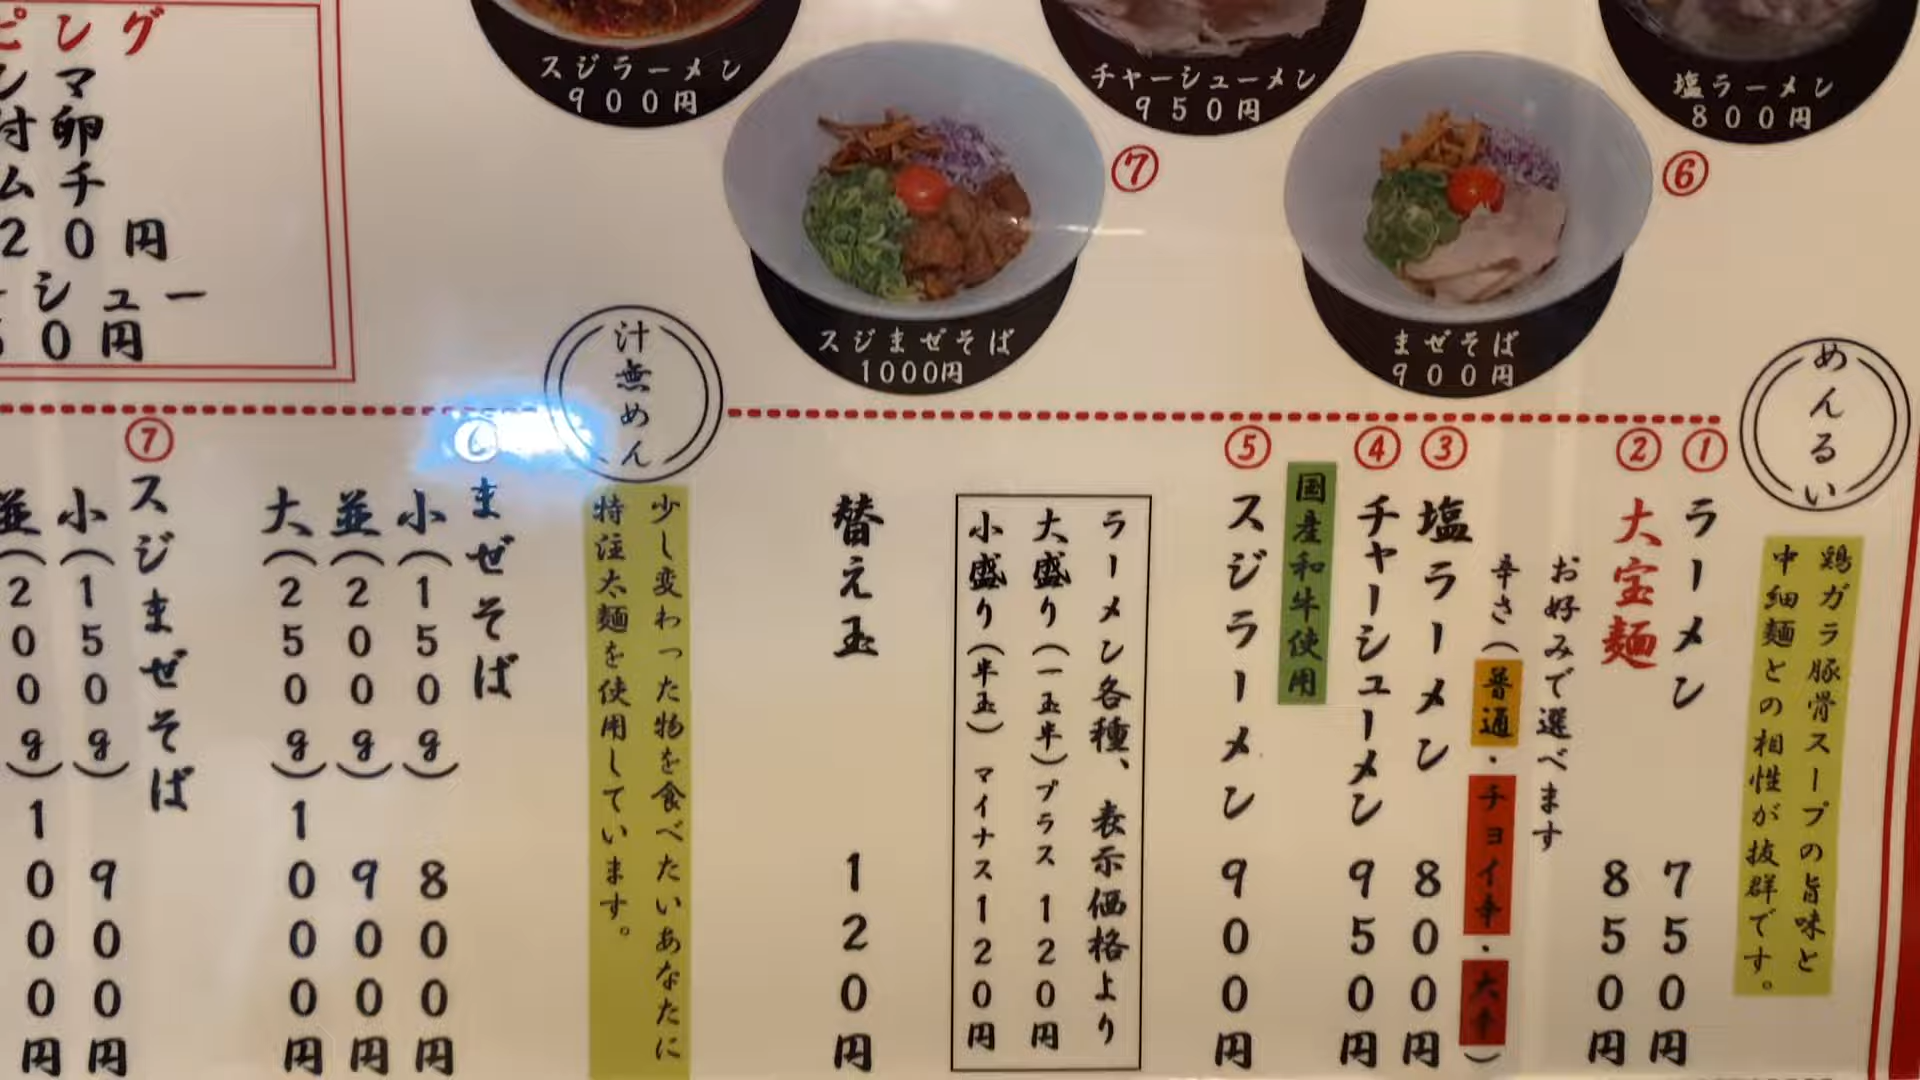 ピング
ンマ
付卵
ムチ
20円
シュー
0円
スジラーメン
900円
チャーシューメン
950円
塩ラーメン
800円
⑦
スジまぜそば
1000円
⑥
まぜそば
900円
めんるい
鶏ガラ豚骨スープの旨味と
中細麺との相性が抜群です。
① ラーメン 750円
② 大宝麺 850円
お好みで選べます
辛さ(普通・チョイ辛・大辛)
③ 塩ラーメン 800円
④ チャーシューメン 950円
国産和牛使用
⑤ スジラーメン 900円
ラーメン各種、表示価格より
大盛り(一玉半)プラス120円
小盛り(半玉)マイナス120円
替え玉 120円
汁無めん
少し変わった物を食べたいあなたに
特注太麺を使用しています。
⑥ まぜそば
小(150g) 800円
並(200g) 900円
大(250g) 1000円
⑦ スジまぜそば
小(150g) 900円
並(200g) 1000円